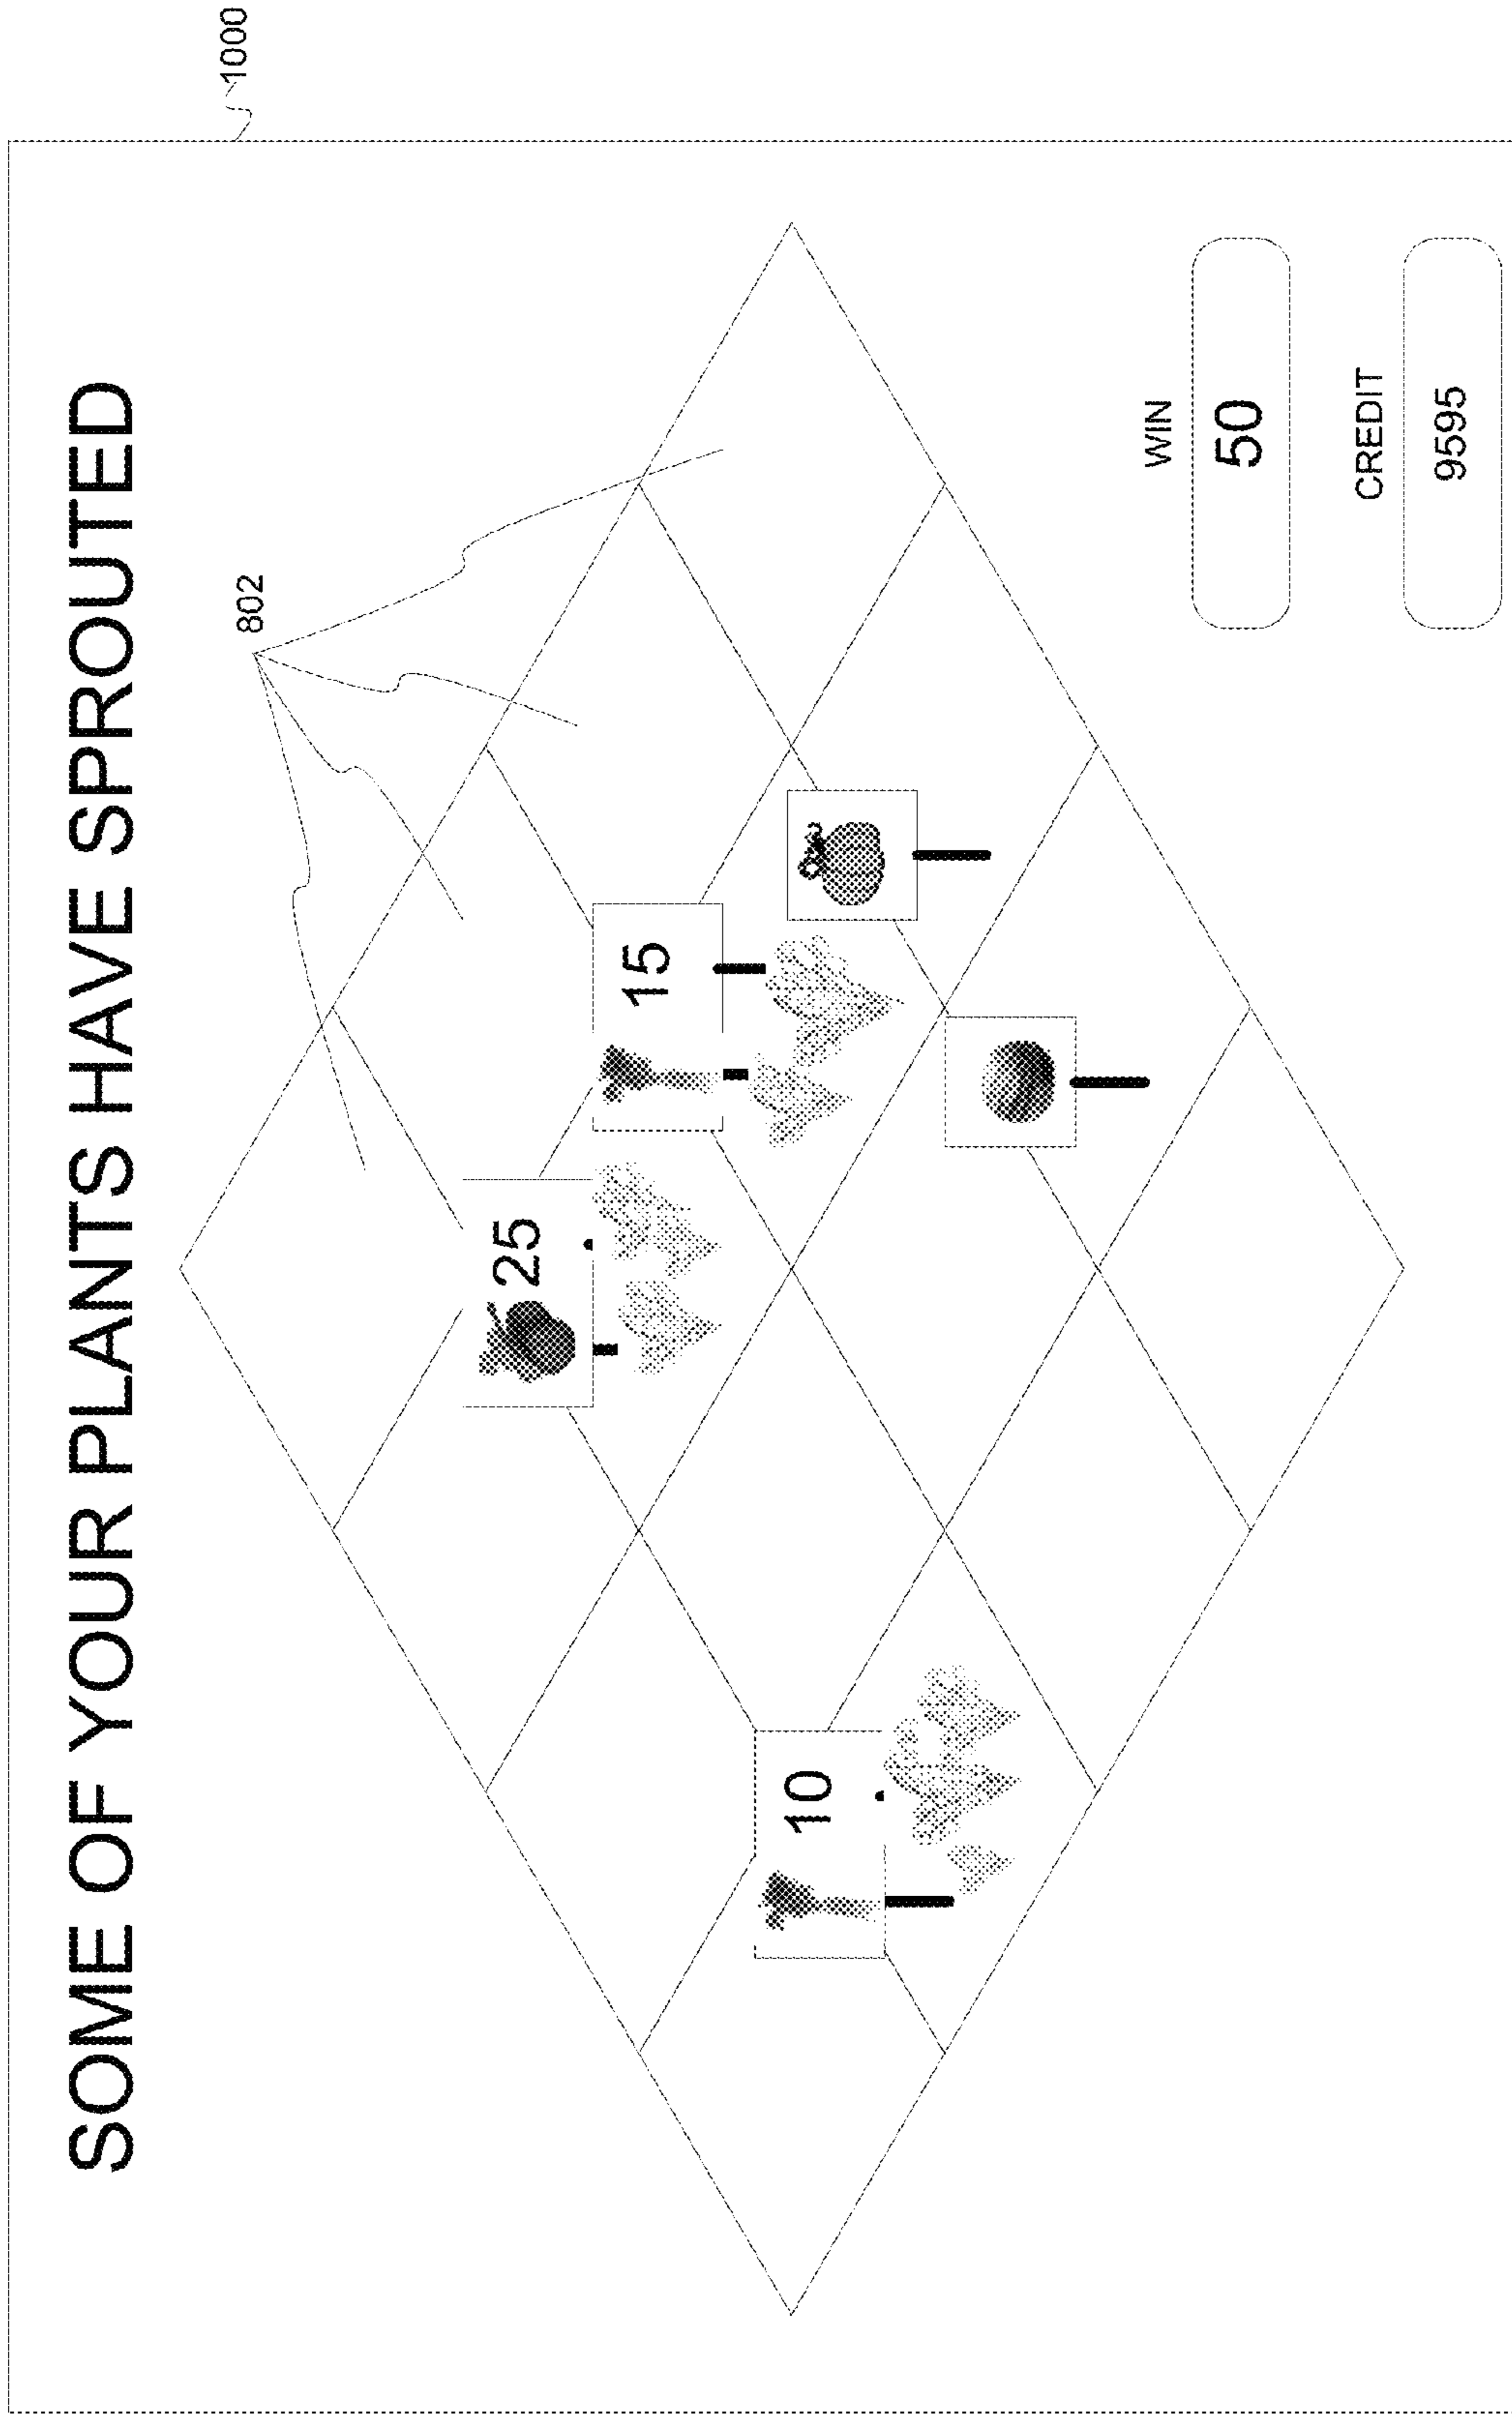 SOME OF YOUR PLANTS HAVE SPROUTED
1000
802
25
15
10
WIN
50
CREDIT
9595